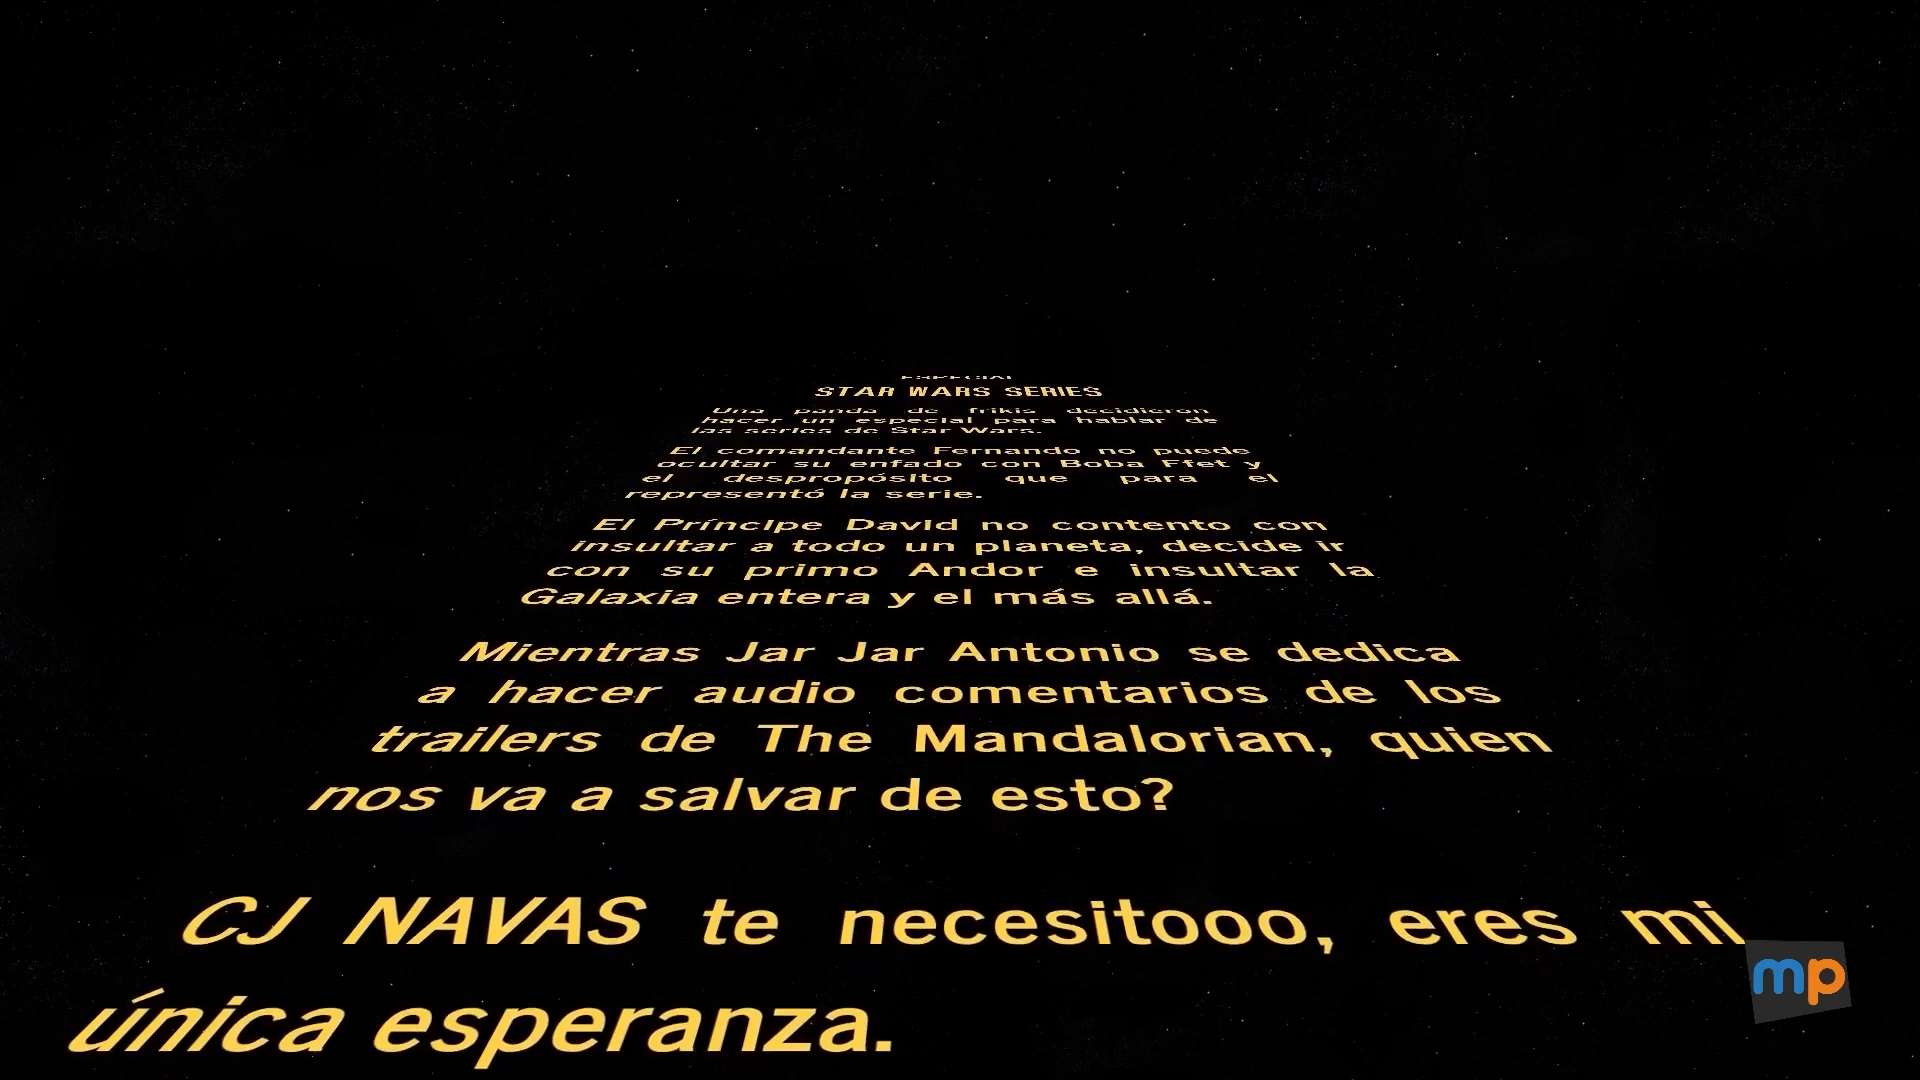 ESPECIAL
STAR WARS SERIES
Una panda de frikis decidieron
hacer un especial para hablar de
las series de Star Wars.
El comandante Fernando no puede
ocultar su enfado con Boba Ffet y
el despropósito que para el
representó la serie.
El Príncipe David no contento con
insultar a todo un planeta, decide ir
con su primo Andor e insultar la
Galaxia entera y el más allá.
Mientras Jar Jar Antonio se dedica
a hacer audio comentarios de los
trailers de The Mandalorian, quien
nos va a salvar de esto?
CJ NAVAS te necesitooo, eres mi
única esperanza.
mp